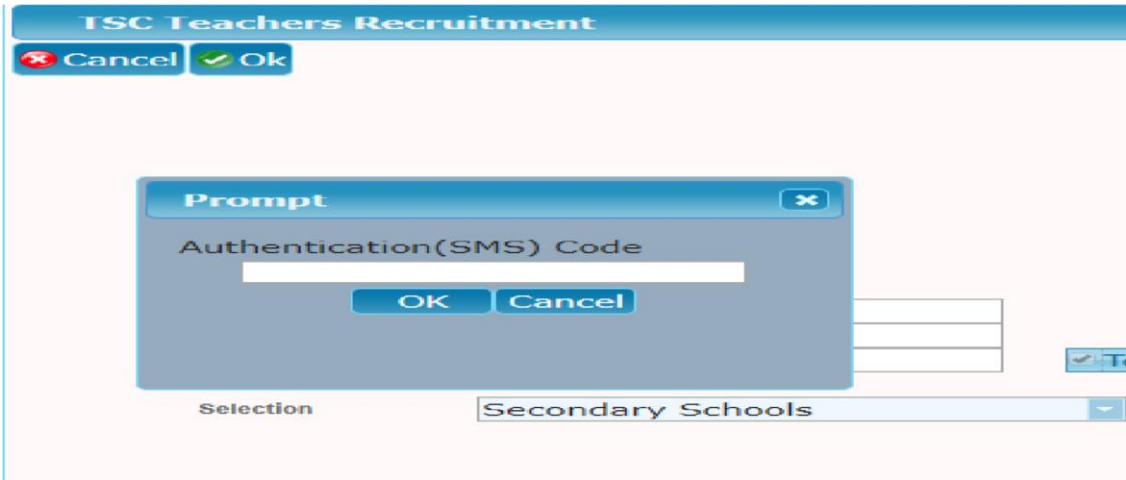 TSC Teachers Recruitment
Cancel Ok
Prompt
Authentication(SMS) Code
OK Cancel
Selection Secondary Schools